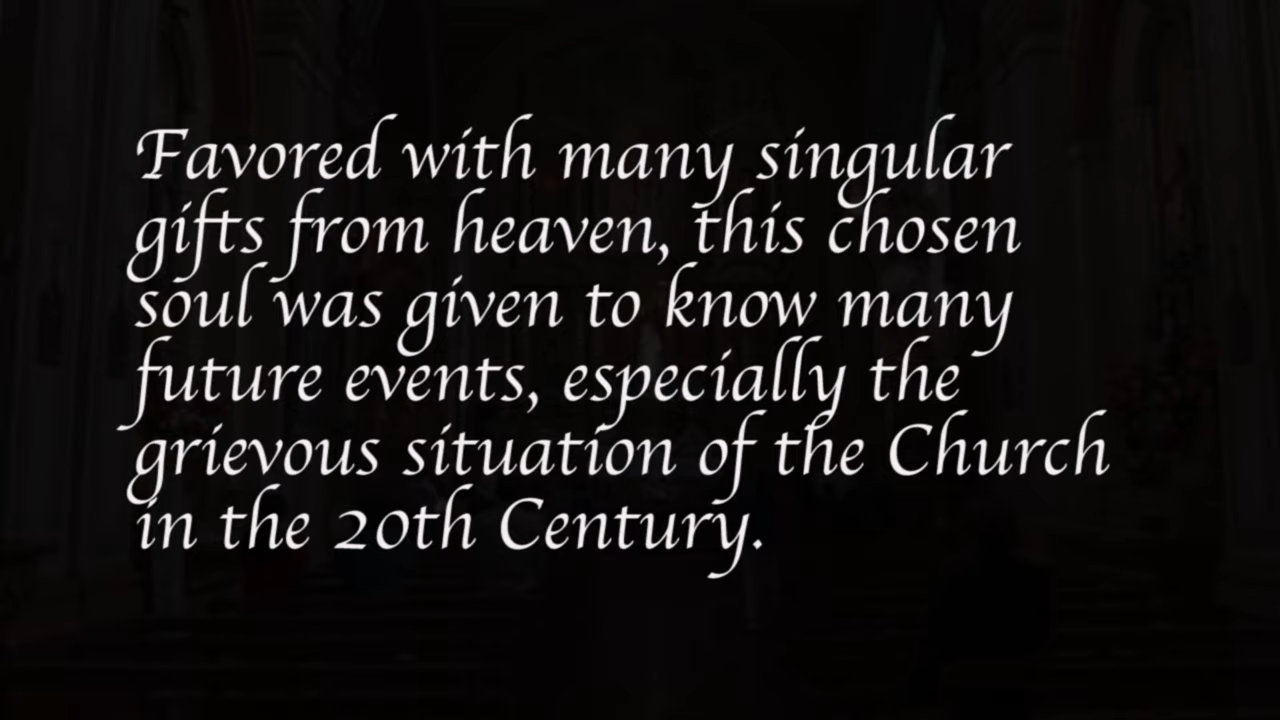 Favored with many singular
gifts from heaven, this chosen
soul was given to know many
future events, especially the
grievous situation of the Church
in the 20th Century.